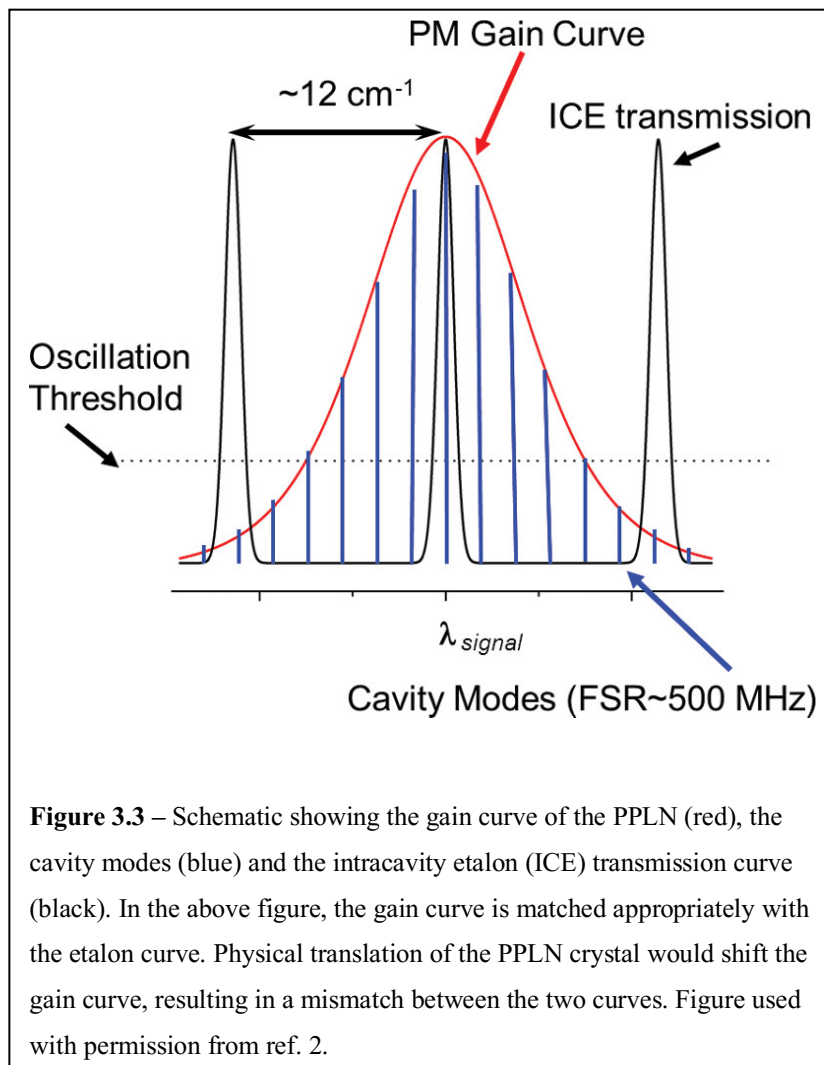 PM Gain Curve
~12 cm⁻¹
ICE transmission
Oscillation
Threshold
λ signal
Cavity Modes (FSR~500 MHz)
Figure 3.3 – Schematic showing the gain curve of the PPLN (red), the
cavity modes (blue) and the intracavity etalon (ICE) transmission curve
(black). In the above figure, the gain curve is matched appropriately with
the etalon curve. Physical translation of the PPLN crystal would shift the
gain curve, resulting in a mismatch between the two curves. Figure used
with permission from ref. 2.